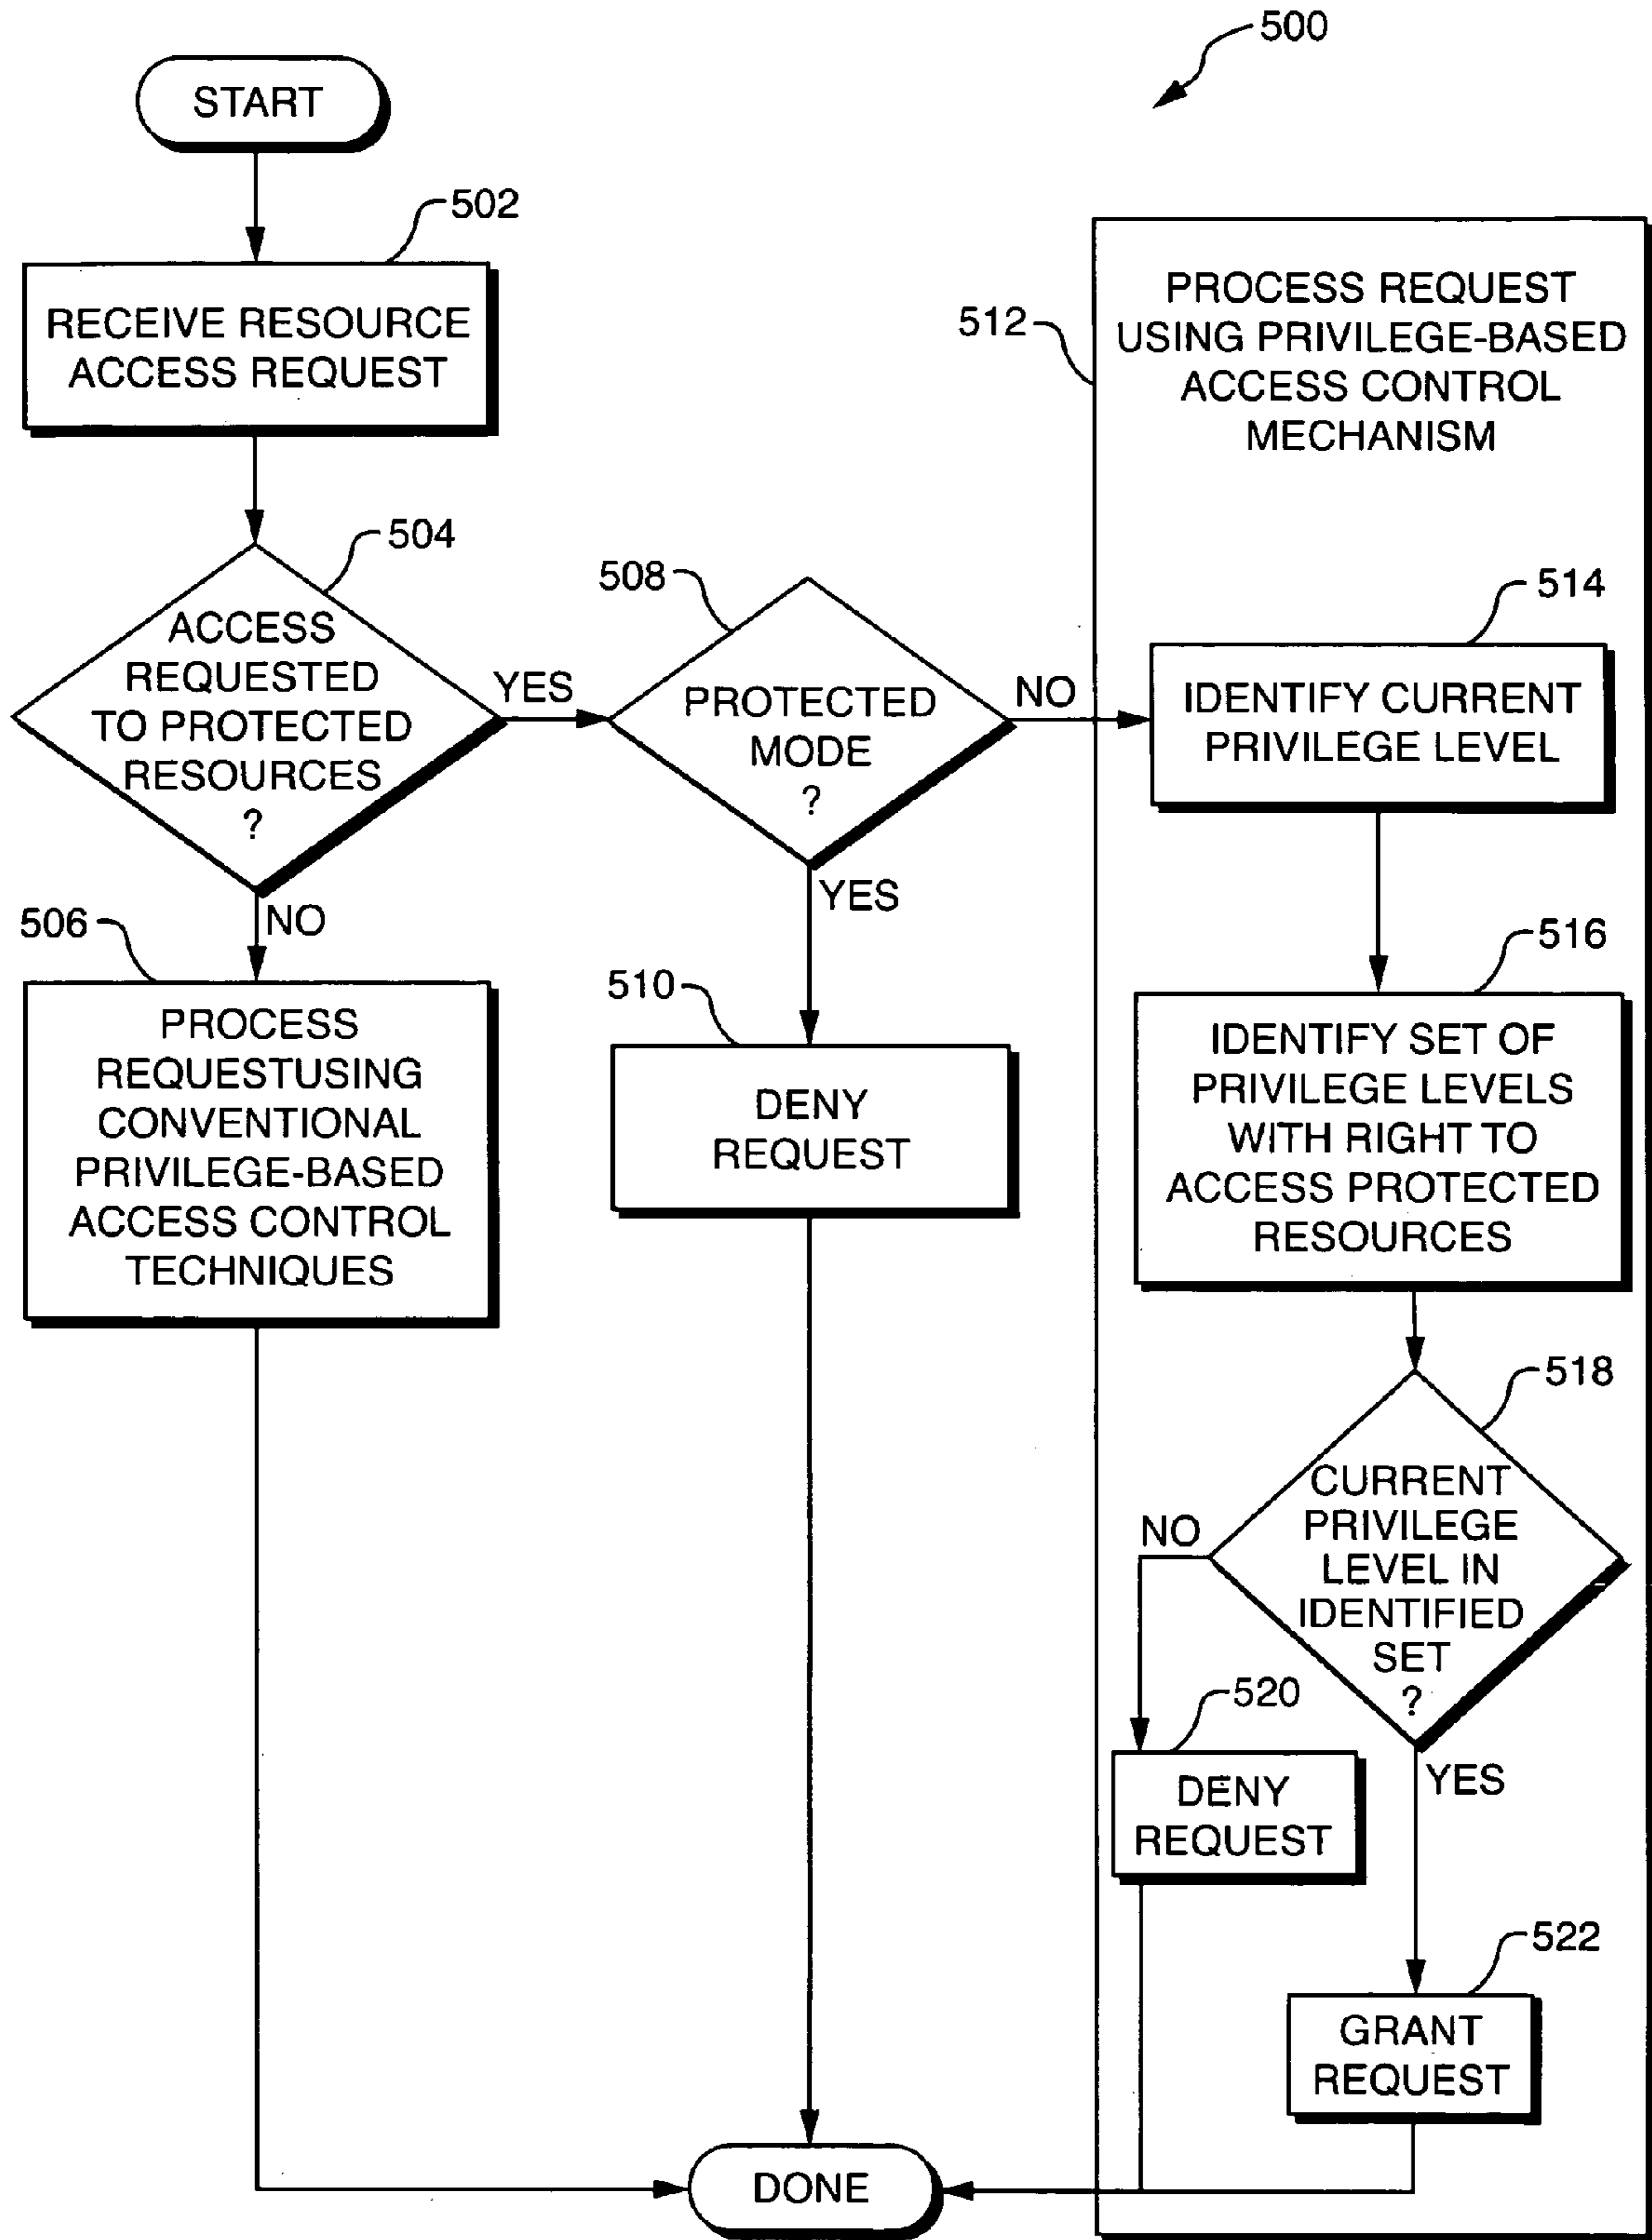 500
START
502
RECEIVE RESOURCE
ACCESS REQUEST
504
ACCESS
REQUESTED
TO PROTECTED
RESOURCES
?
YES
NO
506
PROCESS
REQUESTUSING
CONVENTIONAL
PRIVILEGE-BASED
ACCESS CONTROL
TECHNIQUES
508
PROTECTED
MODE
?
NO
YES
510
DENY
REQUEST
512
PROCESS REQUEST
USING PRIVILEGE-BASED
ACCESS CONTROL
MECHANISM
514
IDENTIFY CURRENT
PRIVILEGE LEVEL
516
IDENTIFY SET OF
PRIVILEGE LEVELS
WITH RIGHT TO
ACCESS PROTECTED
RESOURCES
518
CURRENT
PRIVILEGE
LEVEL IN
IDENTIFIED
SET
?
NO
YES
520
DENY
REQUEST
522
GRANT
REQUEST
DONE